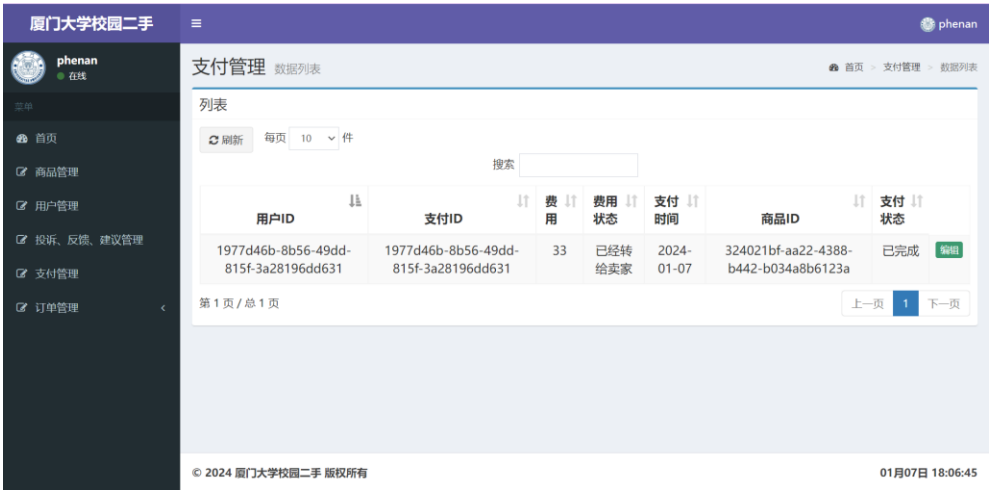 厦门大学校园二手
phenan
phenan
在线
菜单
首页
商品管理
用户管理
投诉、反馈、建议管理
支付管理
订单管理
支付管理 数据列表
首页 > 支付管理 > 数据列表
列表
刷新 每页 10 件
搜索
用户ID 支付ID 费用 费用状态 支付时间 商品ID 支付状态
1977d46b-8b56-49dd-815f-3a28196dd631 1977d46b-8b56-49dd-815f-3a28196dd631 33 已经转给卖家 2024-01-07 324021bf-aa22-4388-b442-b034a8b6123a 已完成 编辑
第 1 页 / 总 1 页
上一页 1 下一页
© 2024 厦门大学校园二手 版权所有
01月07日 18:06:45